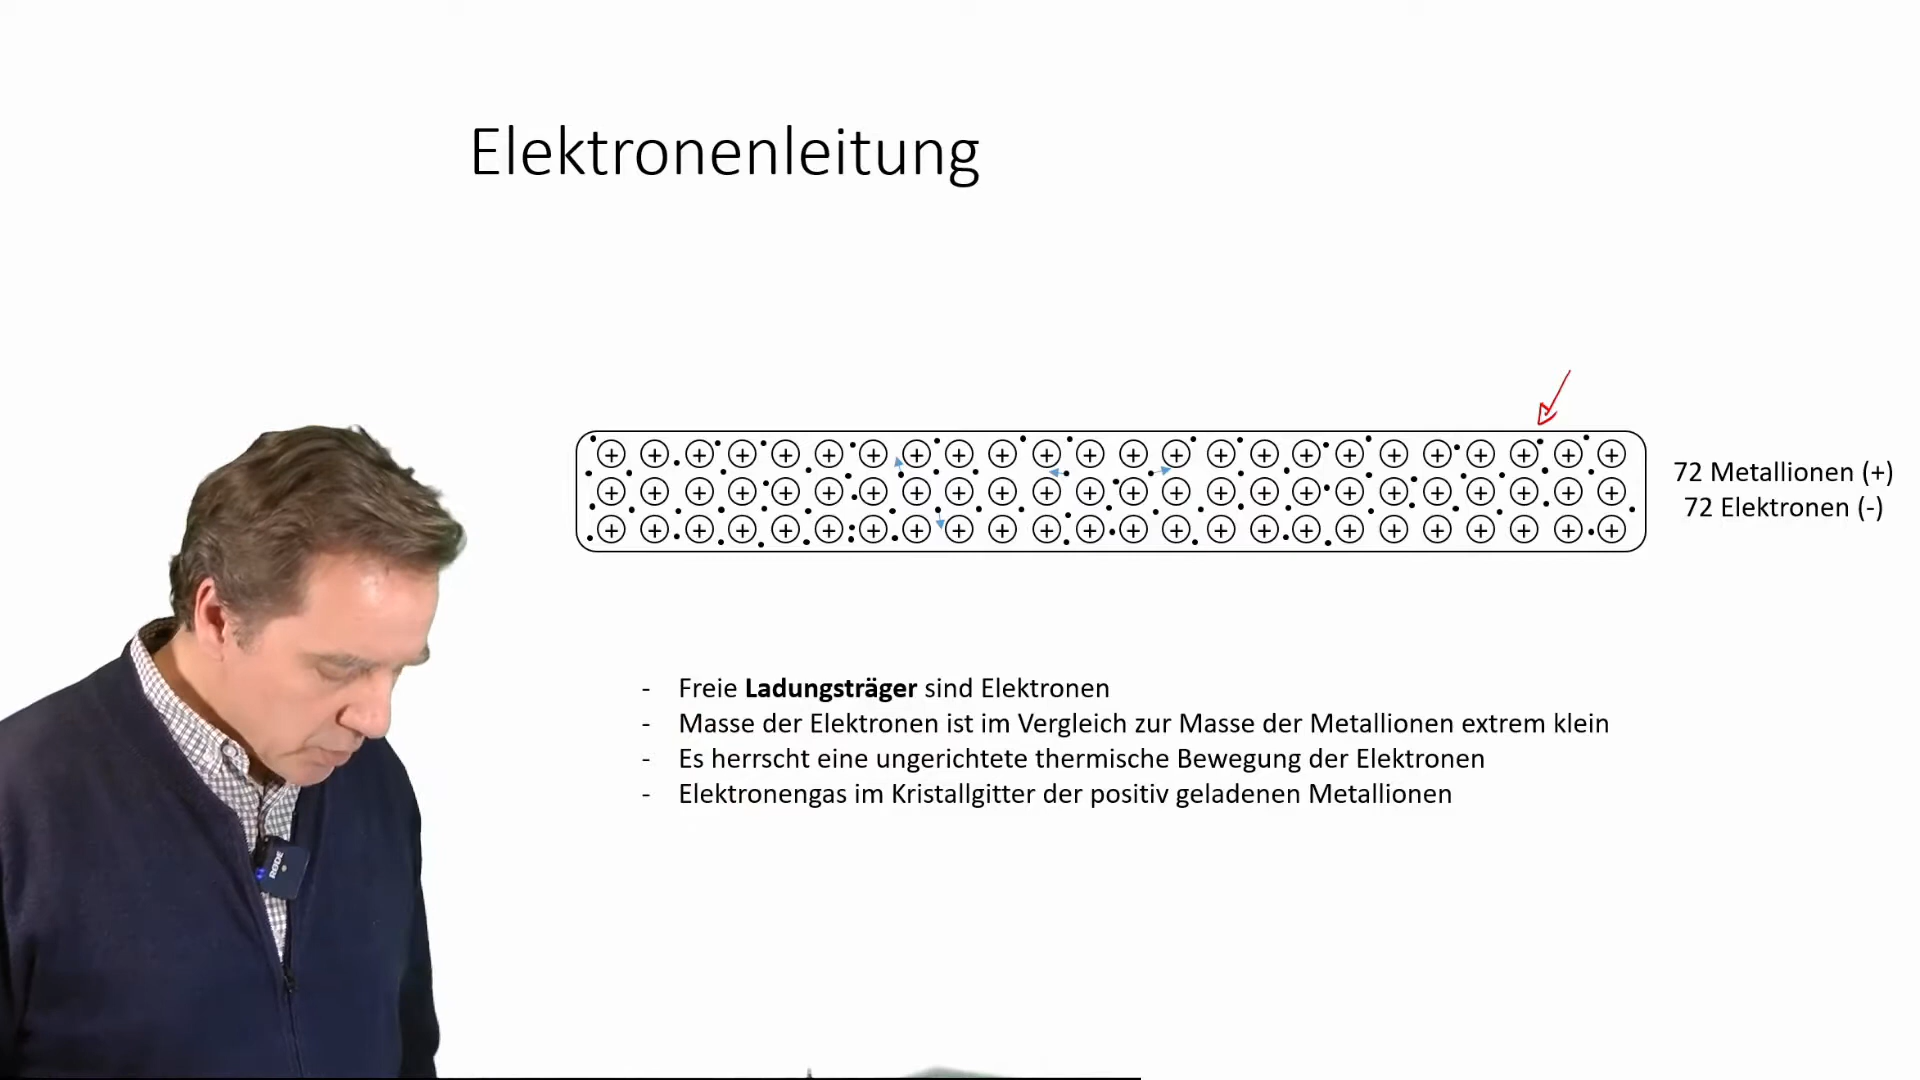 Elektronenleitung
+ + + + + + + + + + + + + + + + + + + + + + + +
+ + + + + + + + + + + + + + + + + + + + + + + +
+ + + + + + + + + + + + + + + + + + + + + + + +
72 Metallionen (+)
72 Elektronen (-)
- Freie Ladungsträger sind Elektronen
- Masse der Elektronen ist im Vergleich zur Masse der Metallionen extrem klein
- Es herrscht eine ungerichtete thermische Bewegung der Elektronen
- Elektronengas im Kristallgitter der positiv geladenen Metallionen
RØDE